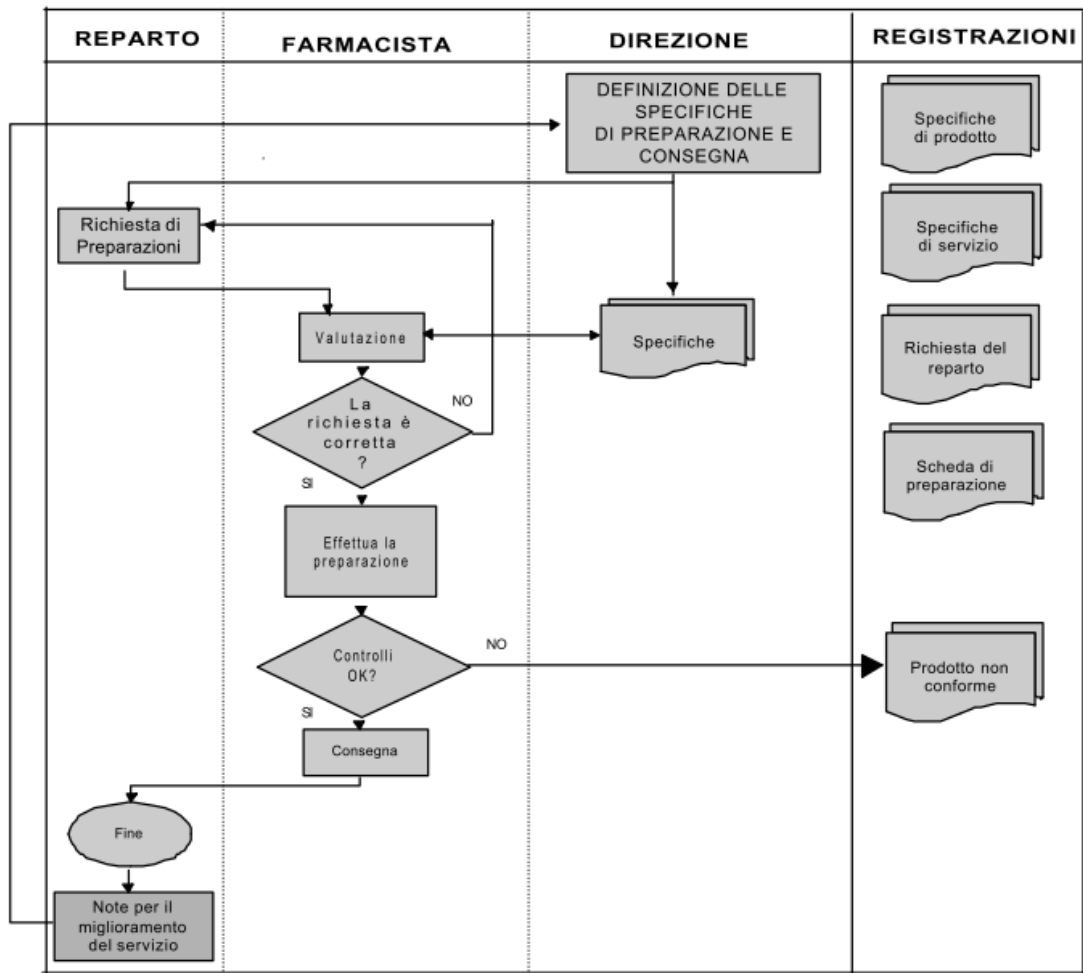 REPARTO
FARMACISTA
DIREZIONE
REGISTRAZIONI
DEFINIZIONE DELLE
SPECIFICHE
DI PREPARAZIONE E
CONSEGNA
Specifiche
di prodotto
Richiesta di
Preparazioni
Specifiche
di servizio
Valutazione
Specifiche
Richiesta del
reparto
La
richiesta è
corretta
?
NO
SI
Scheda di
preparazione
Effettua la
preparazione
Controlli
OK?
NO
SI
Prodotto non
conforme
Consegna
Fine
Note per il
miglioramento
del servizio